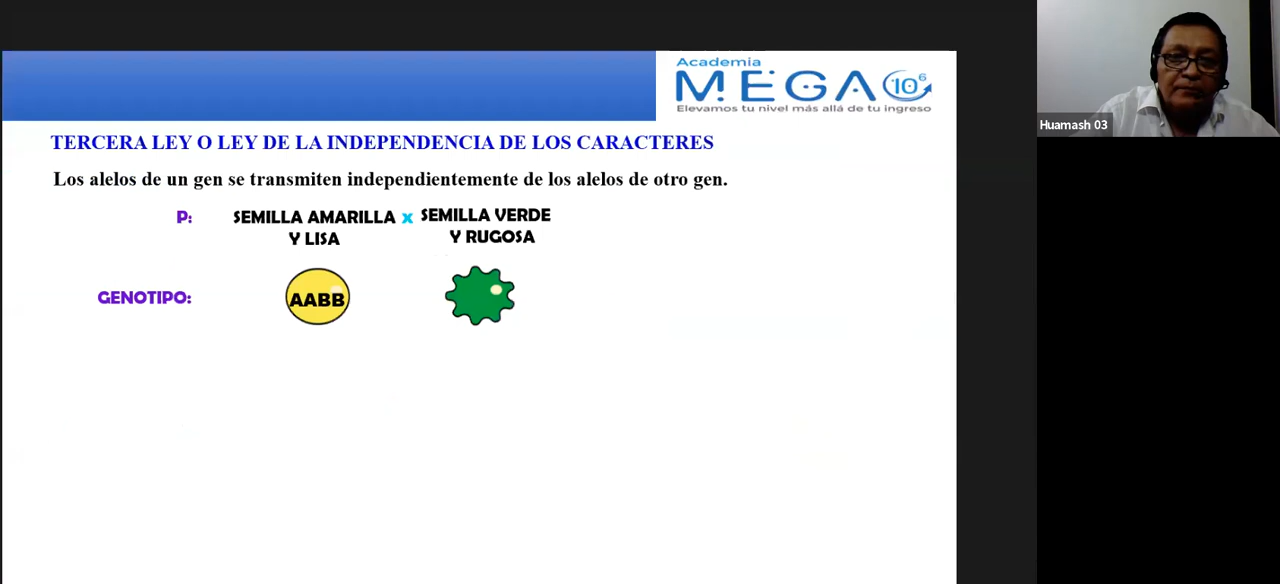 Academia
MEGA 10⁶
Elevamos tu nivel más allá de tu ingreso
Huamash 03
TERCERA LEY O LEY DE LA INDEPENDENCIA DE LOS CARACTERES
Los alelos de un gen se transmiten independientemente de los alelos de otro gen.
P: SEMILLA AMARILLA x SEMILLA VERDE
Y LISA Y RUGOSA
GENOTIPO: AABB